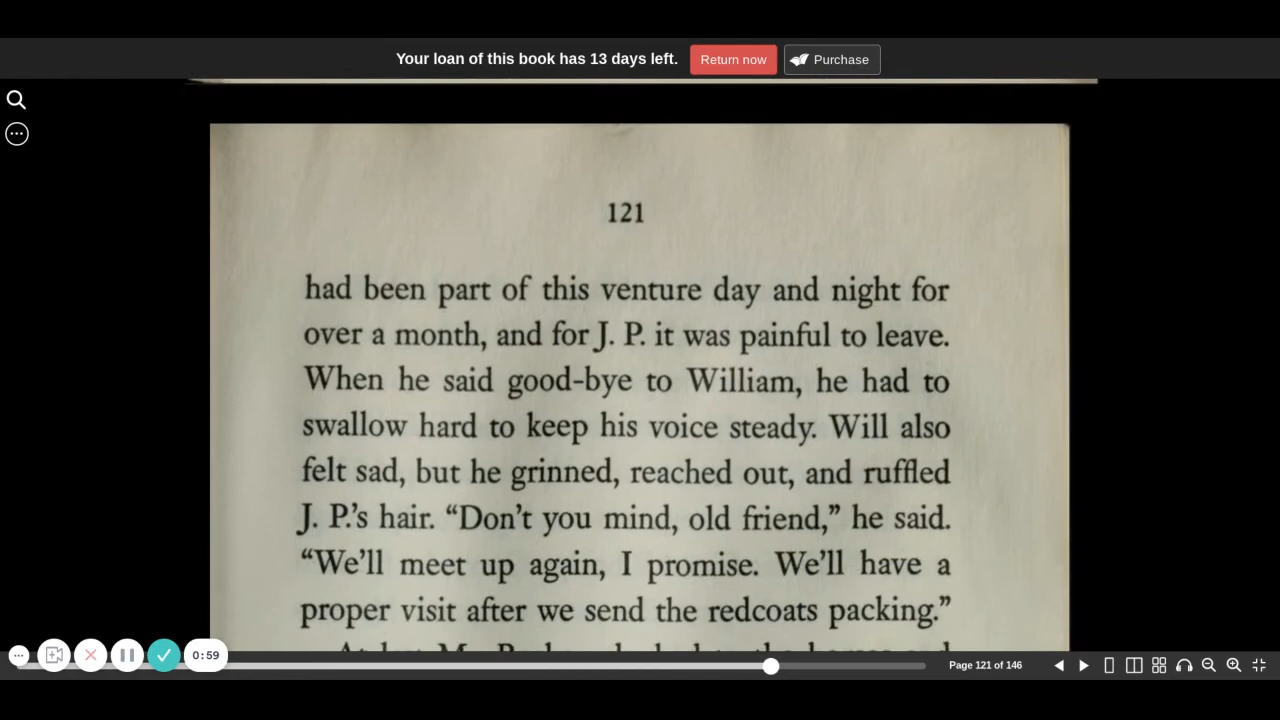 Your loan of this book has 13 days left. Return now Purchase
121
had been part of this venture day and night for
over a month, and for J. P. it was painful to leave.
When he said good-bye to William, he had to
swallow hard to keep his voice steady. Will also
felt sad, but he grinned, reached out, and ruffled
J. P.’s hair. “Don’t you mind, old friend,” he said.
“We’ll meet up again, I promise. We’ll have a
proper visit after we send the redcoats packing.”
0:59
Page 121 of 146